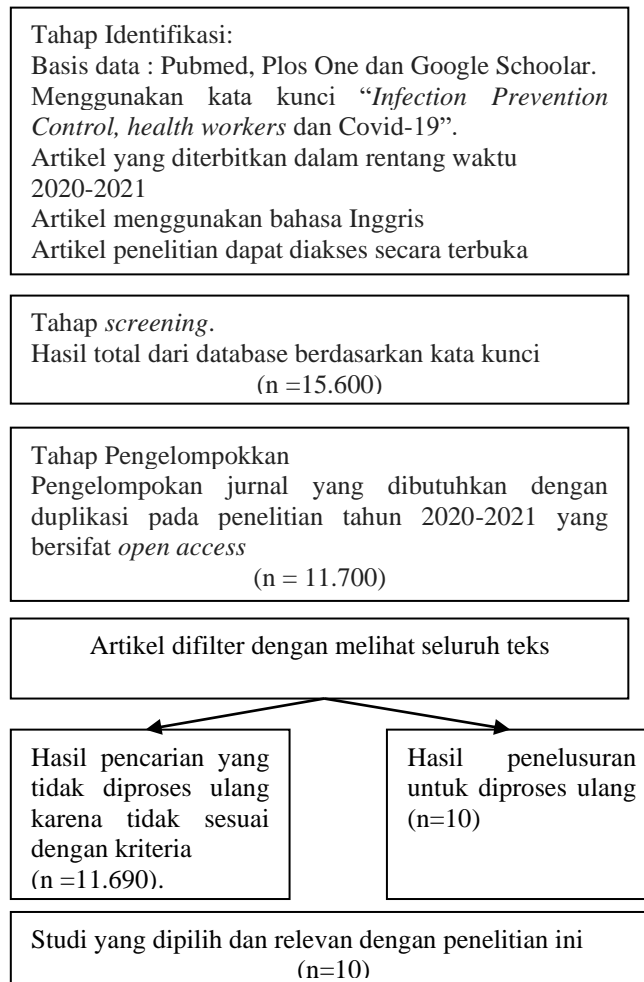 Tahap Identifikasi:
Basis data : Pubmed, Plos One dan Google Schoolar.
Menggunakan kata kunci “Infection Prevention
Control, health workers dan Covid-19”.
Artikel yang diterbitkan dalam rentang waktu
2020-2021
Artikel menggunakan bahasa Inggris
Artikel penelitian dapat diakses secara terbuka
Tahap screening.
Hasil total dari database berdasarkan kata kunci
(n =15.600)
Tahap Pengelompokkan
Pengelompokan jurnal yang dibutuhkan dengan
duplikasi pada penelitian tahun 2020-2021 yang
bersifat open access
(n = 11.700)
Artikel difilter dengan melihat seluruh teks
Hasil pencarian yang
tidak diproses ulang
karena tidak sesuai
dengan kriteria
(n =11.690).
Hasil penelusuran
untuk diproses ulang
(n=10)
Studi yang dipilih dan relevan dengan penelitian ini
(n=10)